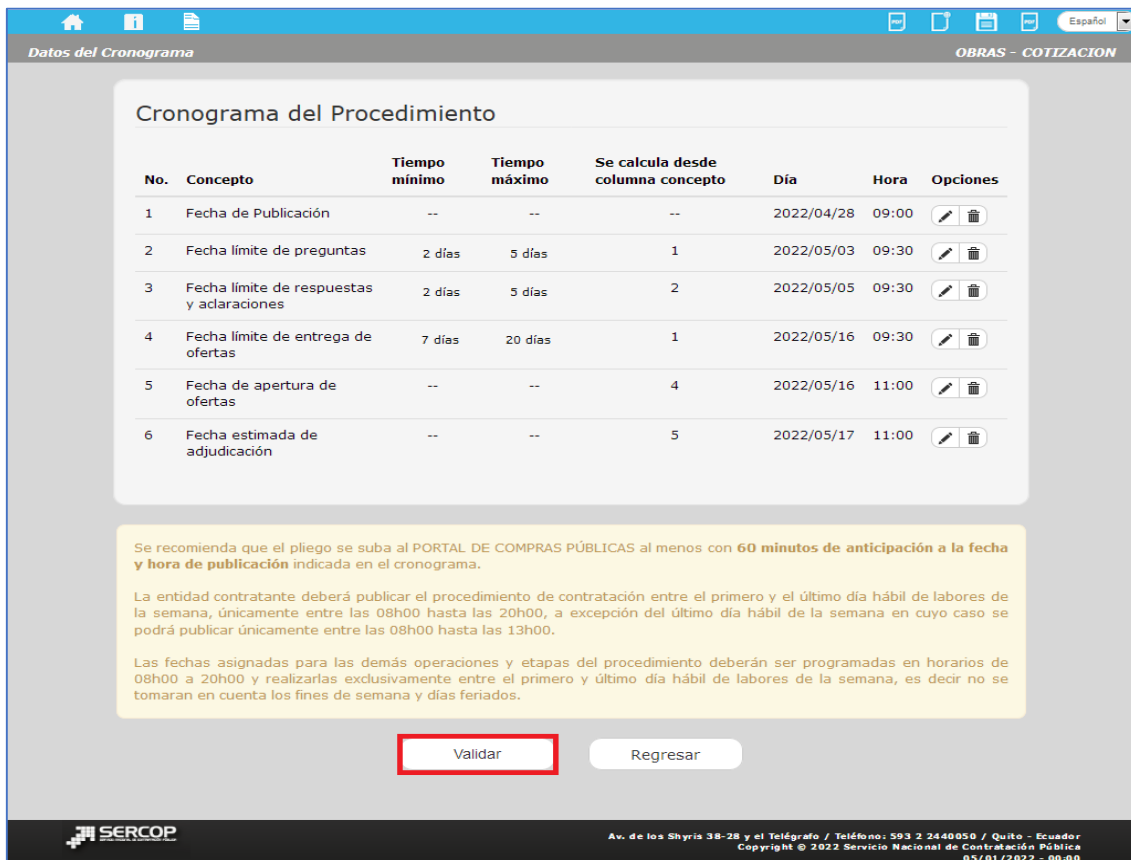 Español
Datos del Cronograma OBRAS - COTIZACION
Cronograma del Procedimiento
No. Concepto Tiempo mínimo Tiempo máximo Se calcula desde columna concepto Día Hora Opciones
1 Fecha de Publicación -- -- -- 2022/04/28 09:00
2 Fecha límite de preguntas 2 días 5 días 1 2022/05/03 09:30
3 Fecha límite de respuestas y aclaraciones 2 días 5 días 2 2022/05/05 09:30
4 Fecha límite de entrega de ofertas 7 días 20 días 1 2022/05/16 09:30
5 Fecha de apertura de ofertas -- -- 4 2022/05/16 11:00
6 Fecha estimada de adjudicación -- -- 5 2022/05/17 11:00
Se recomienda que el pliego se suba al PORTAL DE COMPRAS PÚBLICAS al menos con 60 minutos de anticipación a la fecha
y hora de publicación indicada en el cronograma.
La entidad contratante deberá publicar el procedimiento de contratación entre el primero y el último día hábil de labores de
la semana, únicamente entre las 08h00 hasta las 20h00, a excepción del último día hábil de la semana en cuyo caso se
podrá publicar únicamente entre las 08h00 hasta las 13h00.
Las fechas asignadas para las demás operaciones y etapas del procedimiento deberán ser programadas en horarios de
08h00 a 20h00 y realizarlas exclusivamente entre el primero y último día hábil de labores de la semana, es decir no se
tomaran en cuenta los fines de semana y días feriados.
Validar Regresar
SERCOP
Av. de los Shyris 38-28 y el Telégrafo / Teléfono: 593 2 2440050 / Quito - Ecuador
Copyright © 2022 Servicio Nacional de Contratación Pública
05/01/2022 - 00:00